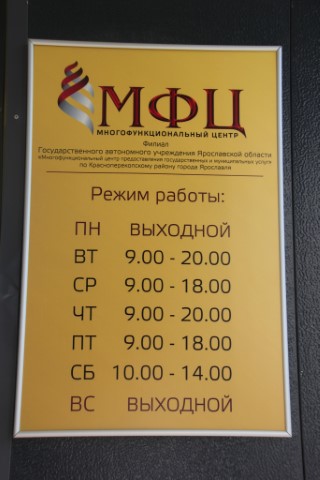 МФЦ
МНОГОФУНКЦИОНАЛЬНЫЙ ЦЕНТР
Филиал
Государственного автономного учреждения Ярославской области
«Многофункциональный центр предоставления государственных и муниципальных услуг»
по Красноперекопскому району города Ярославля
Режим работы:
ПН ВЫХОДНОЙ
ВТ 9.00 - 20.00
СР 9.00 - 18.00
ЧТ 9.00 - 20.00
ПТ 9.00 - 18.00
СБ 10.00 - 14.00
ВС ВЫХОДНОЙ